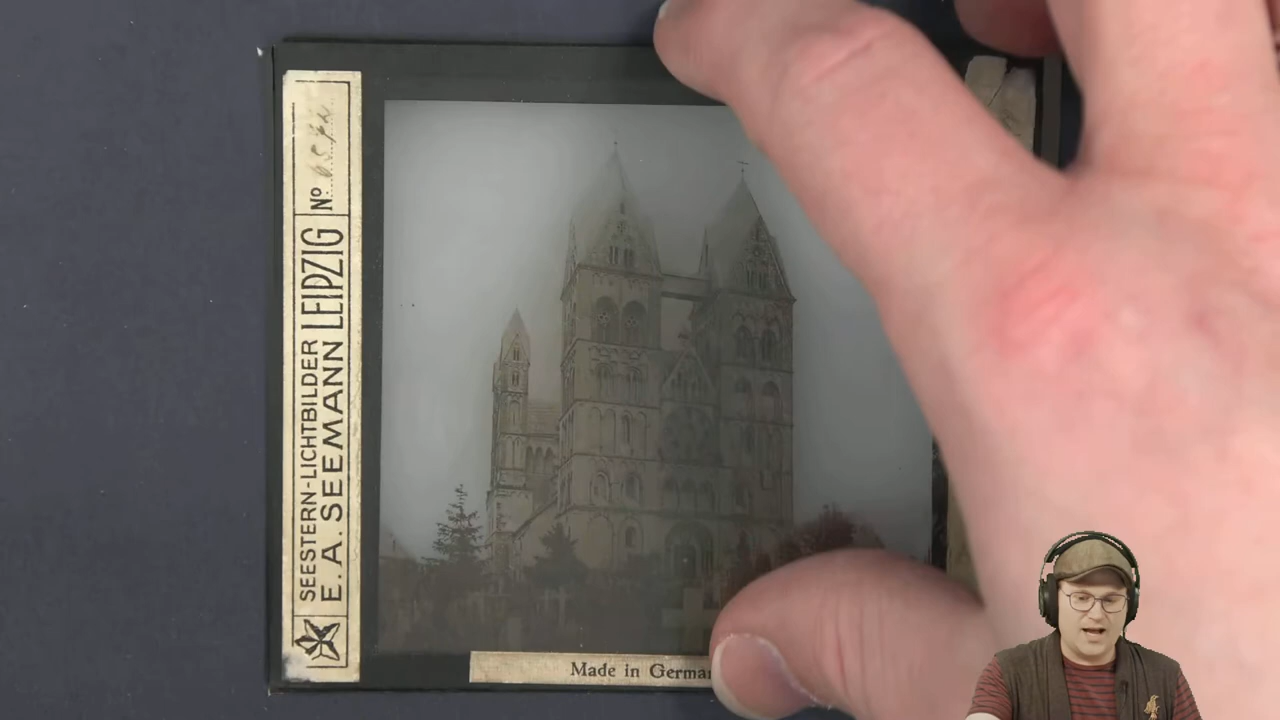 SEESTERN-LICHTBILDER
E.A. SEEMANN LEIPZIG
Nº
Made in German